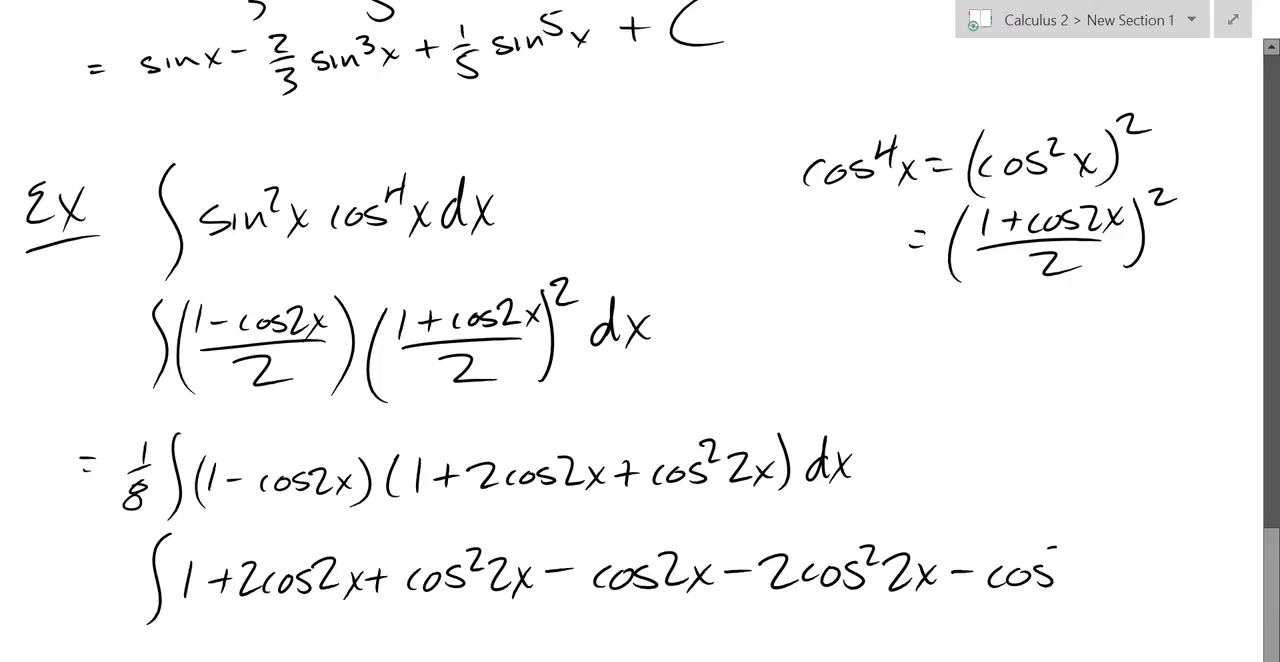 Calculus 2 > New Section 1
= sinx - 2/3 sin³x + 1/5 sin⁵x + C
Ex ∫ sin²x cos⁴x dx
cos⁴x = (cos²x)²
= ((1+cos2x)/2)²
∫((1-cos2x)/2)((1+cos2x)/2)² dx
= 1/8 ∫(1-cos2x)(1+2cos2x+cos²2x)dx
∫1+2cos2x+cos²2x-cos2x-2cos²2x-cos